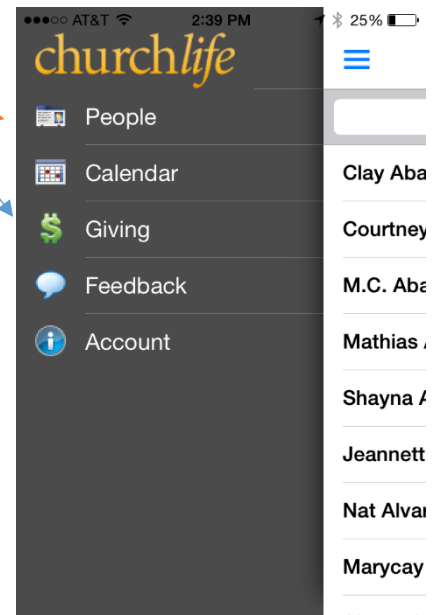 AT&T 2:39 PM 25%
churchlife
People
Calendar
Giving
Feedback
Account
Clay Aba
Courtney
M.C. Aba
Mathias
Shayna
Jeannett
Nat Alvar
Marycay